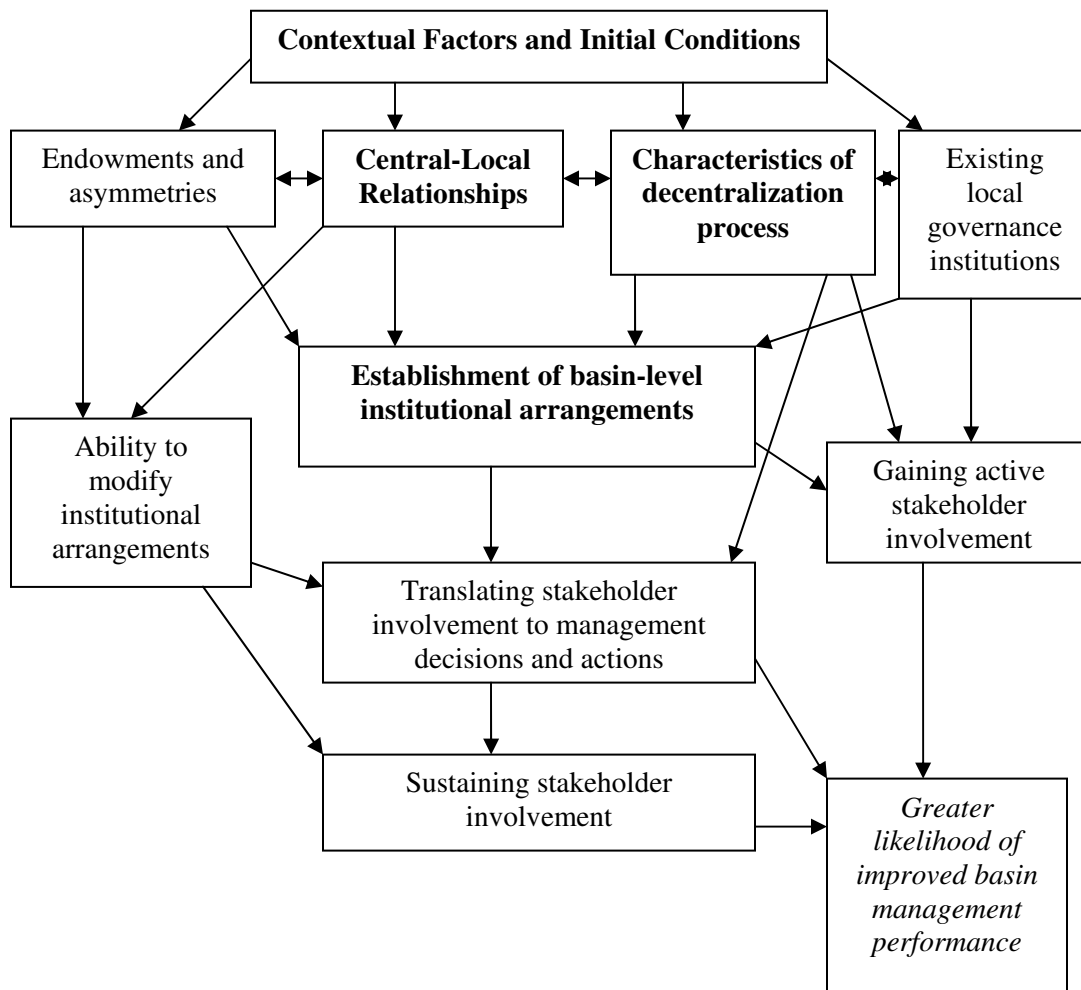 Contextual Factors and Initial Conditions
Endowments and
asymmetries
Central-Local
Relationships
Characteristics of
decentralization
process
Existing
local
governance
institutions
Establishment of basin-level
institutional arrangements
Ability to
modify
institutional
arrangements
Gaining active
stakeholder
involvement
Translating stakeholder
involvement to management
decisions and actions
Sustaining stakeholder
involvement
Greater
likelihood of
improved basin
management
performance